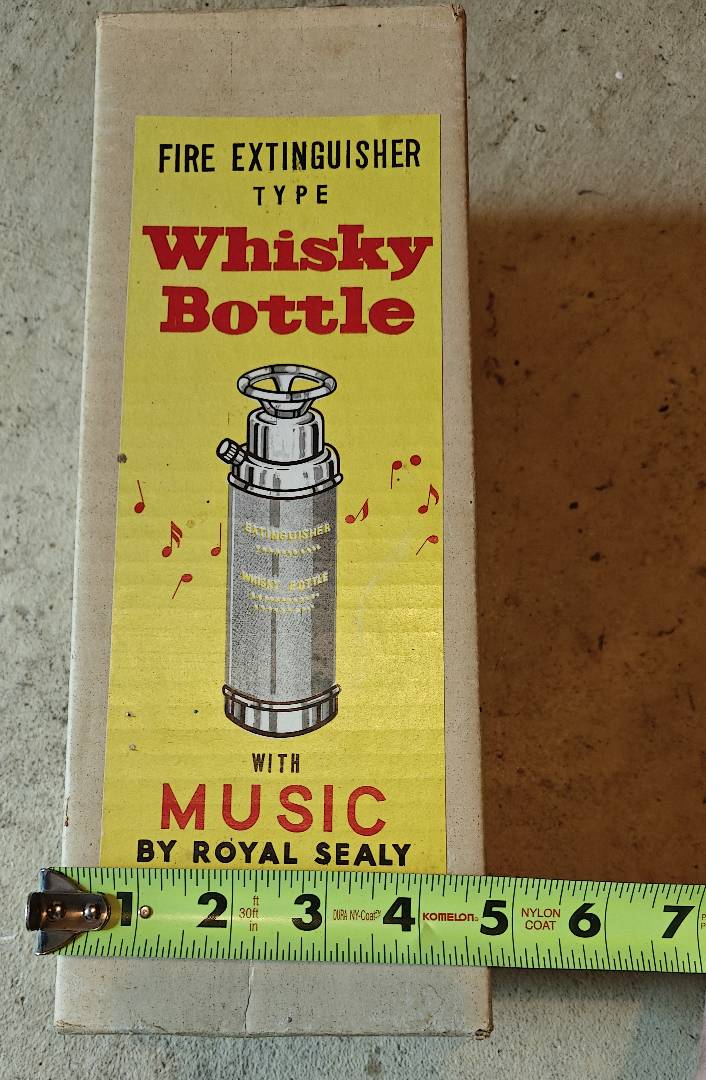 FIRE EXTINGUISHER
TYPE
Whisky
Bottle
EXTINGUISHER
WHISKY BOTTLE
WITH
MUSIC
BY ROYAL SEALY
1 2 ft 30ft in 3 DURA NY-Coat 4 KOMELON 5 NYLON COAT 6 7